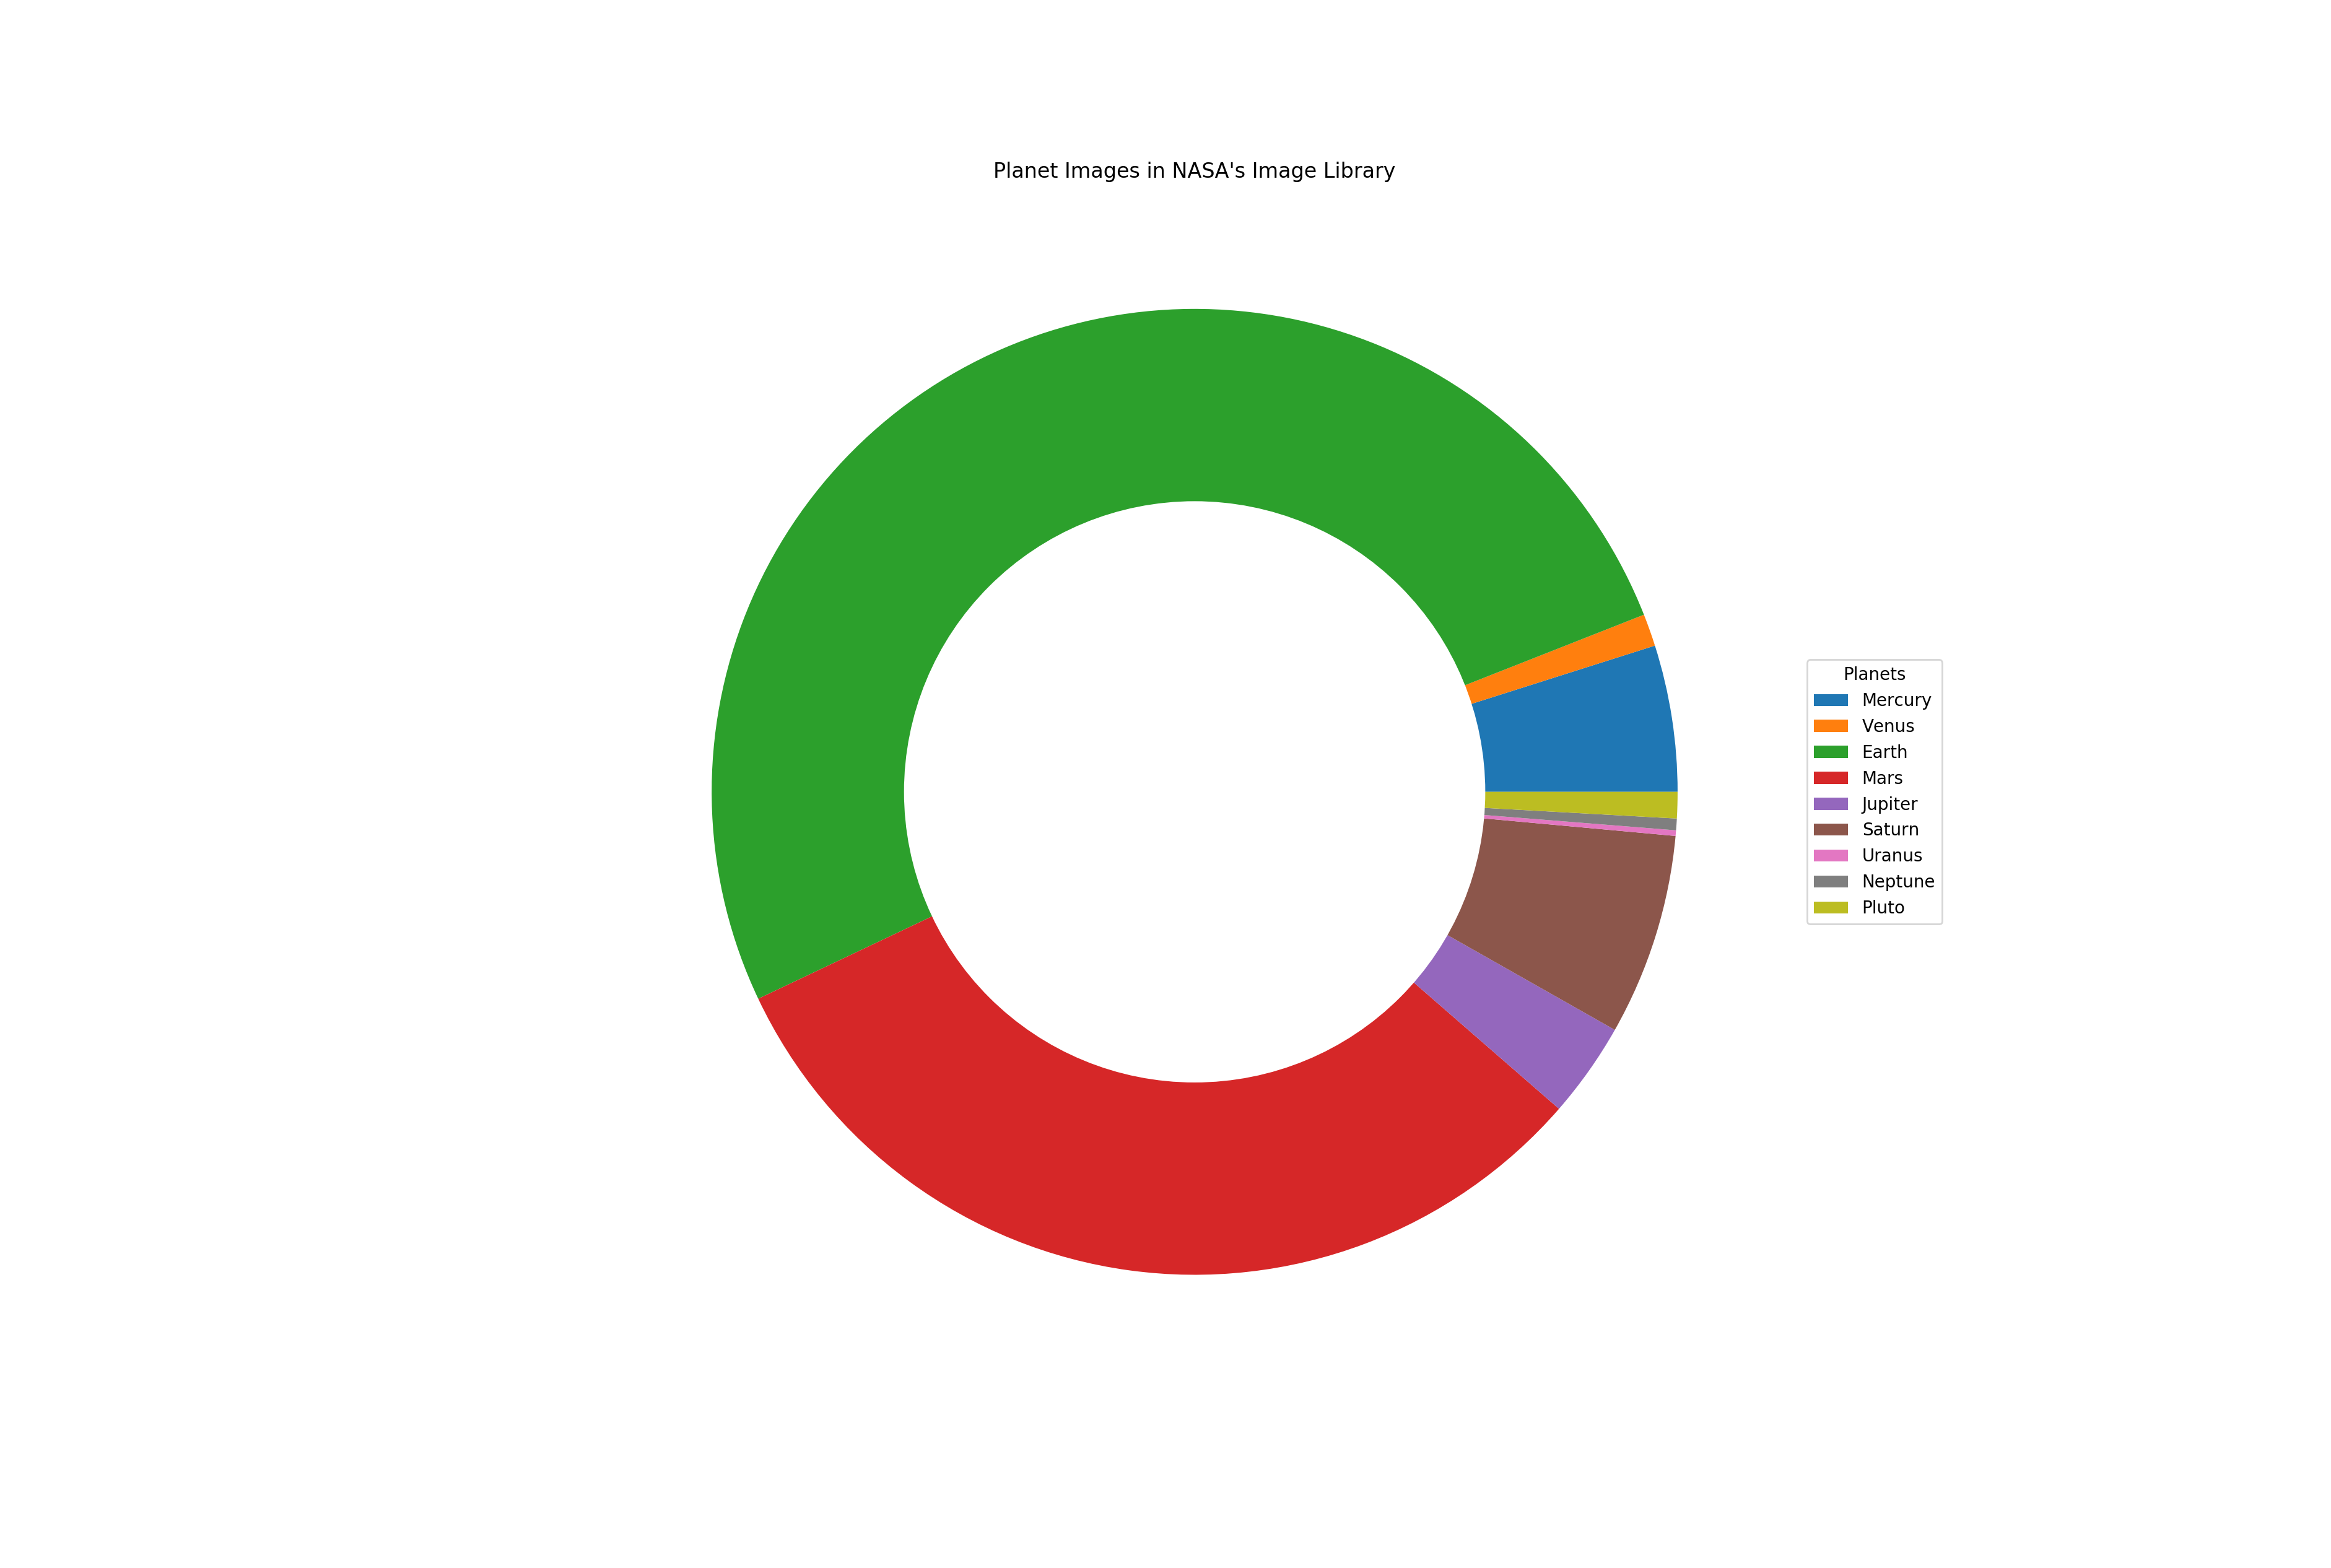 Planet Images in NASA's Image Library
Planets
Mercury
Venus
Earth
Mars
Jupiter
Saturn
Uranus
Neptune
Pluto